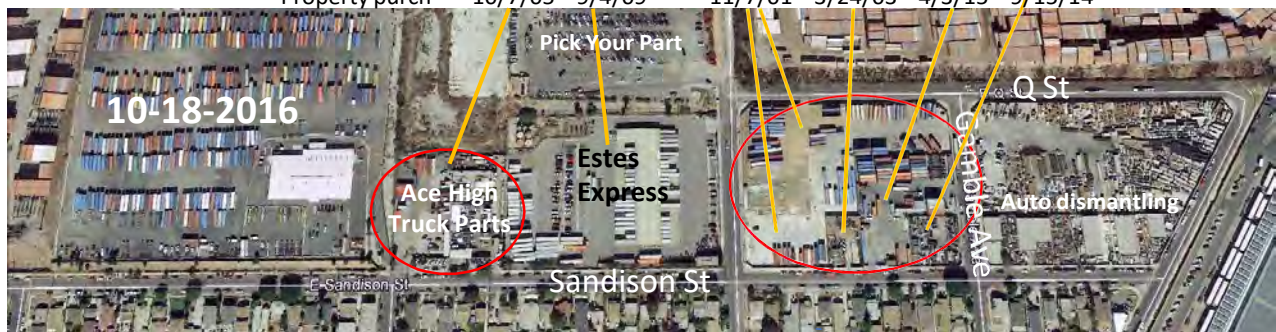 Property purch 10/7/05 9/4/09 11/7/01 3/24/03 4/3/15 9/15/14
Pick Your Part
10-18-2016
Q St
Estes
Express
Gamble Ave
Ace High
Truck Parts
Auto dismantling
Sandison St
E Sandison St